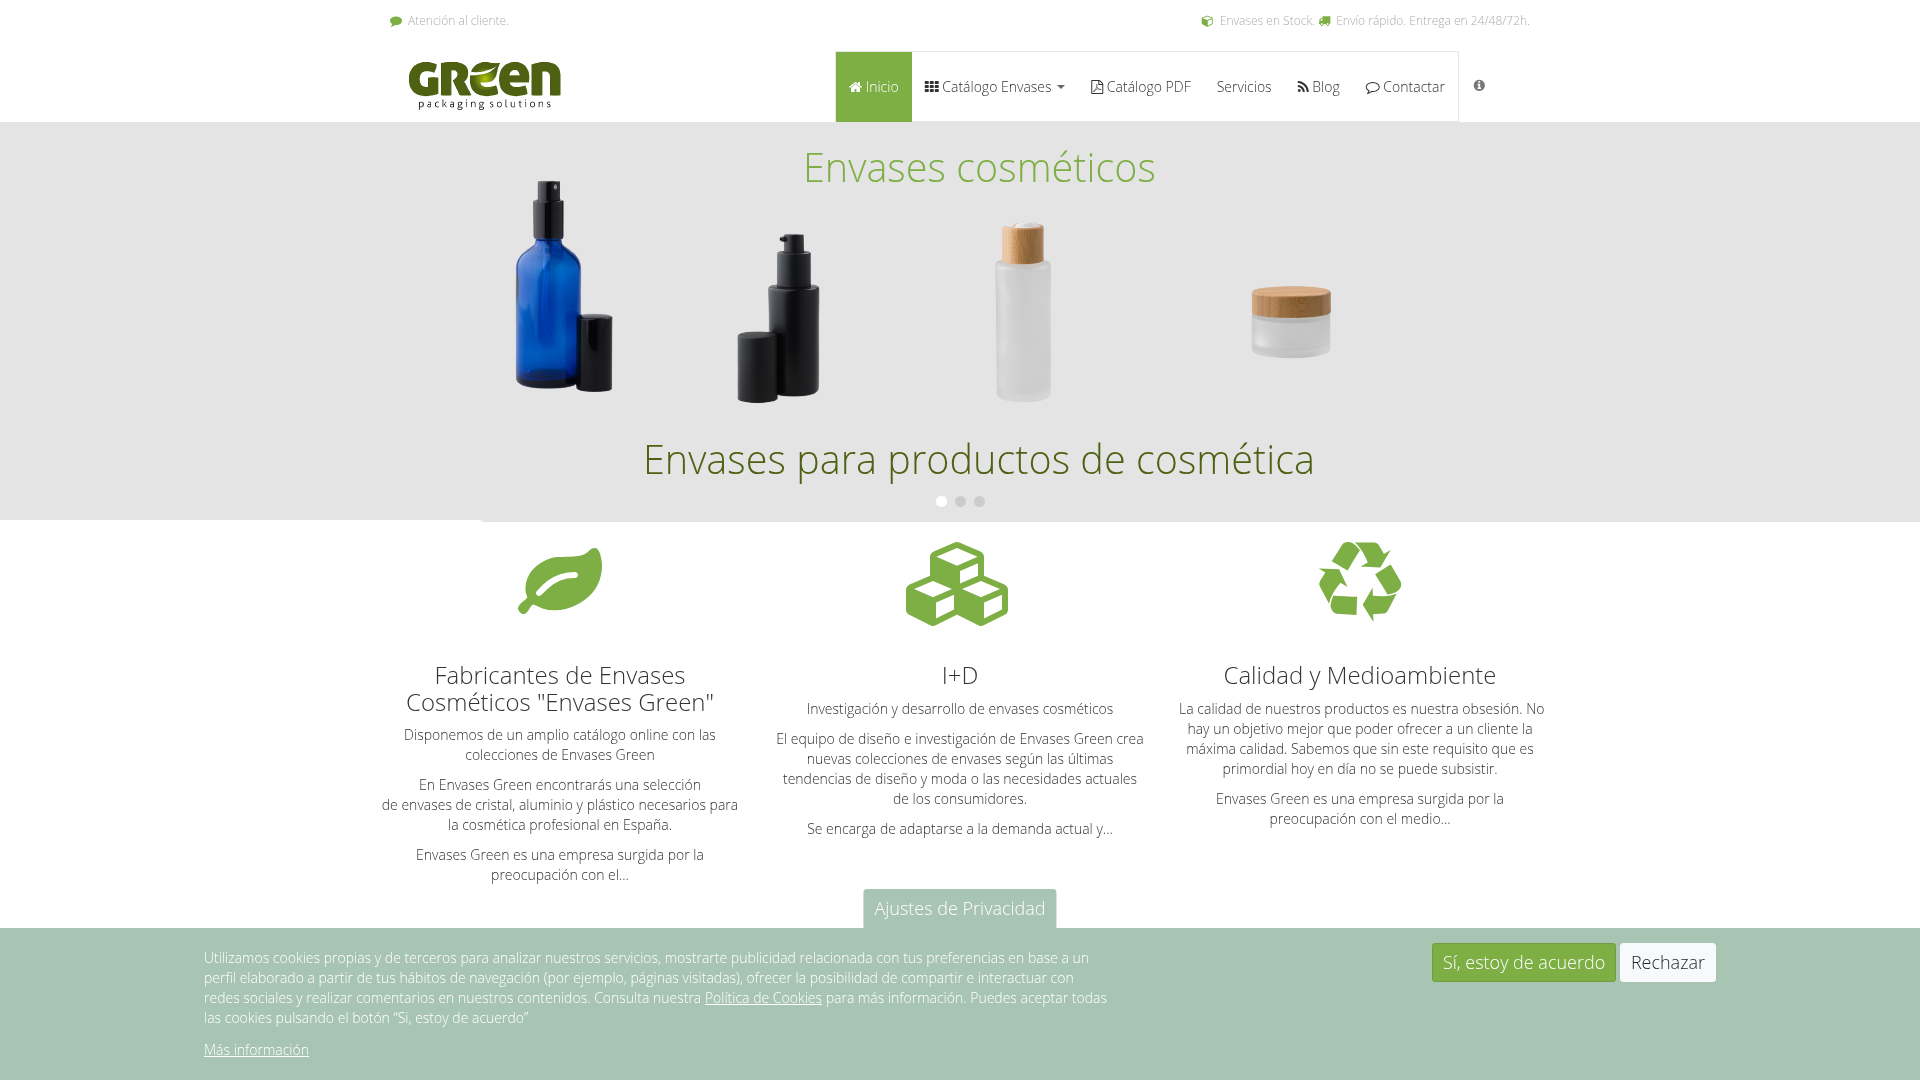 Atención al cliente.
Envases en Stock. Envío rápido. Entrega en 24/48/72h.
GREEN
packaging solutions
Inicio
Catálogo Envases
Catálogo PDF
Servicios
Blog
Contactar
Envases cosméticos
Envases para productos de cosmética
Fabricantes de Envases
Cosméticos "Envases Green"
Disponemos de un amplio catálogo online con las
colecciones de Envases Green
En Envases Green encontrarás una selección
de envases de cristal, aluminio y plástico necesarios para
la cosmética profesional en España.
Envases Green es una empresa surgida por la
preocupación con el...
I+D
Investigación y desarrollo de envases cosméticos
El equipo de diseño e investigación de Envases Green crea
nuevas colecciones de envases según las últimas
tendencias de diseño y moda o las necesidades actuales
de los consumidores.
Se encarga de adaptarse a la demanda actual y...
Calidad y Medioambiente
La calidad de nuestros productos es nuestra obsesión. No
hay un objetivo mejor que poder ofrecer a un cliente la
máxima calidad. Sabemos que sin este requisito que es
primordial hoy en día no se puede subsistir.
Envases Green es una empresa surgida por la
preocupación con el medio...
Ajustes de Privacidad
Utilizamos cookies propias y de terceros para analizar nuestros servicios, mostrarte publicidad relacionada con tus preferencias en base a un
perfil elaborado a partir de tus hábitos de navegación (por ejemplo, páginas visitadas), ofrecer la posibilidad de compartir e interactuar con
redes sociales y realizar comentarios en nuestros contenidos. Consulta nuestra Política de Cookies para más información. Puedes aceptar todas
las cookies pulsando el botón “Si, estoy de acuerdo”
Más información
Sí, estoy de acuerdo
Rechazar